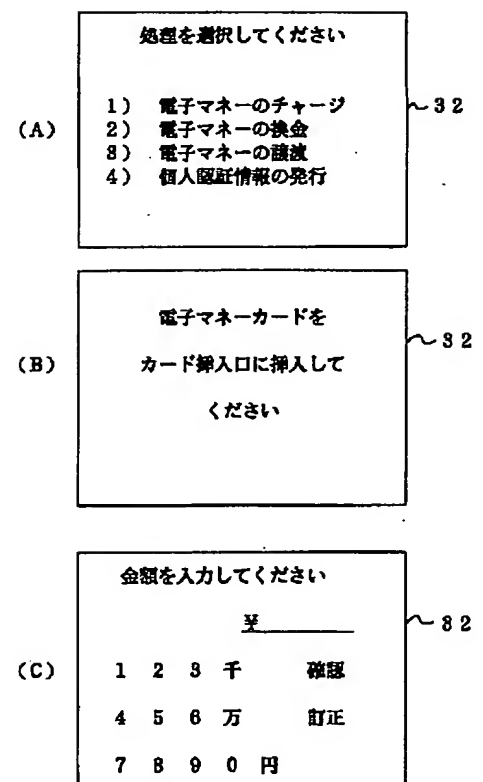 処理を選択してください
1) 電子マネーのチャージ
(A) 2) 電子マネーの換金
3) 電子マネーの譲渡
4) 個人認証情報の発行
32
電子マネーカードを
(B) カード挿入口に挿入して
ください
32
金額を入力してください
¥
32
(C) 1 2 3 千 確認
4 5 6 万 訂正
7 8 9 0 円